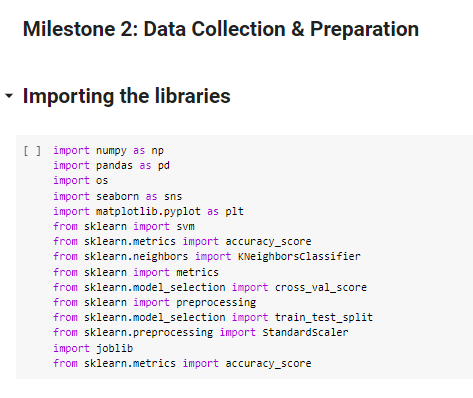 Milestone 2: Data Collection & Preparation
Importing the libraries
[ ] import numpy as np
import pandas as pd
import os
import seaborn as sns
import matplotlib.pyplot as plt
from sklearn import svm
from sklearn.metrics import accuracy_score
from sklearn.neighbors import KNeighborsClassifier
from sklearn import metrics
from sklearn.model_selection import cross_val_score
from sklearn import preprocessing
from sklearn.model_selection import train_test_split
from sklearn.preprocessing import StandardScaler
import joblib
from sklearn.metrics import accuracy_score